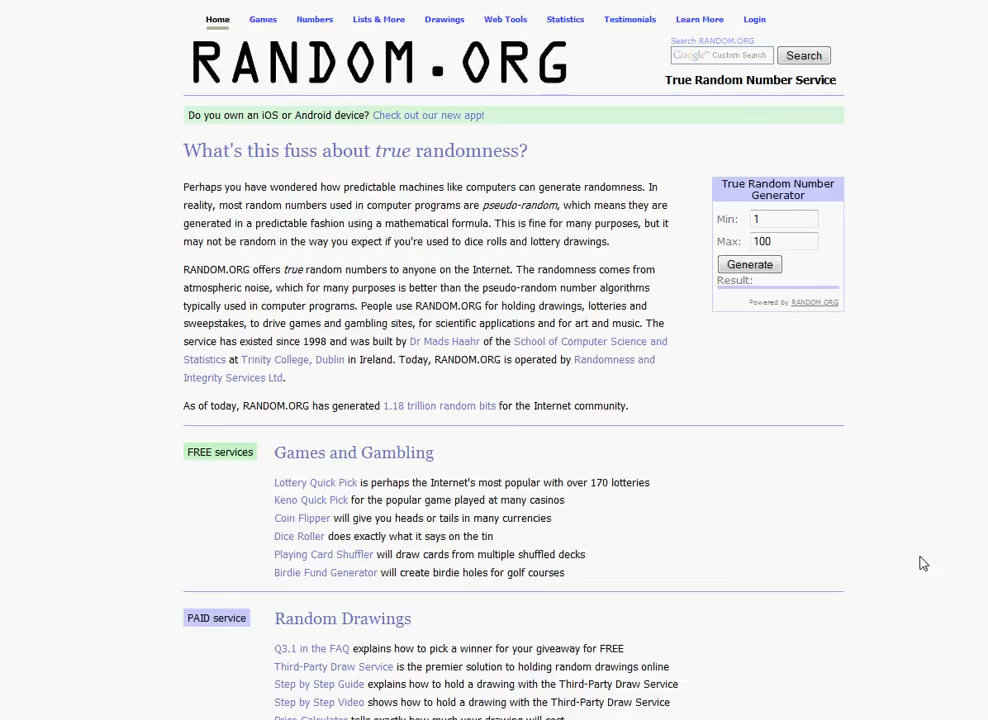 Home Games Numbers Lists & More Drawings Web Tools Statistics Testimonials Learn More Login
RANDOM.ORG
Search RANDOM.ORG
Google™ Custom Search Search
True Random Number Service
Do you own an iOS or Android device? Check out our new app!
What's this fuss about true randomness?
Perhaps you have wondered how predictable machines like computers can generate randomness. In
reality, most random numbers used in computer programs are pseudo-random, which means they are
generated in a predictable fashion using a mathematical formula. This is fine for many purposes, but it
may not be random in the way you expect if you're used to dice rolls and lottery drawings.
RANDOM.ORG offers true random numbers to anyone on the Internet. The randomness comes from
atmospheric noise, which for many purposes is better than the pseudo-random number algorithms
typically used in computer programs. People use RANDOM.ORG for holding drawings, lotteries and
sweepstakes, to drive games and gambling sites, for scientific applications and for art and music. The
service has existed since 1998 and was built by Dr Mads Haahr of the School of Computer Science and
Statistics at Trinity College, Dublin in Ireland. Today, RANDOM.ORG is operated by Randomness and
Integrity Services Ltd.
As of today, RANDOM.ORG has generated 1.18 trillion random bits for the Internet community.
True Random Number
Generator
Min: 1
Max: 100
Generate
Result:
Powered by RANDOM.ORG
FREE services
Games and Gambling
Lottery Quick Pick is perhaps the Internet's most popular with over 170 lotteries
Keno Quick Pick for the popular game played at many casinos
Coin Flipper will give you heads or tails in many currencies
Dice Roller does exactly what it says on the tin
Playing Card Shuffler will draw cards from multiple shuffled decks
Birdie Fund Generator will create birdie holes for golf courses
PAID service
Random Drawings
Q3.1 in the FAQ explains how to pick a winner for your giveaway for FREE
Third-Party Draw Service is the premier solution to holding random drawings online
Step by Step Guide explains how to hold a drawing with the Third-Party Draw Service
Step by Step Video shows how to hold a drawing with the Third-Party Draw Service
Price Calculator tells exactly how much your drawing will cost